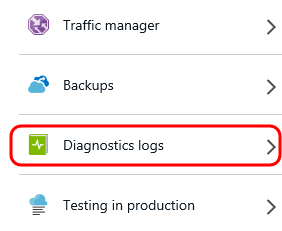 Traffic manager
Backups
Diagnostics logs
Testing in production